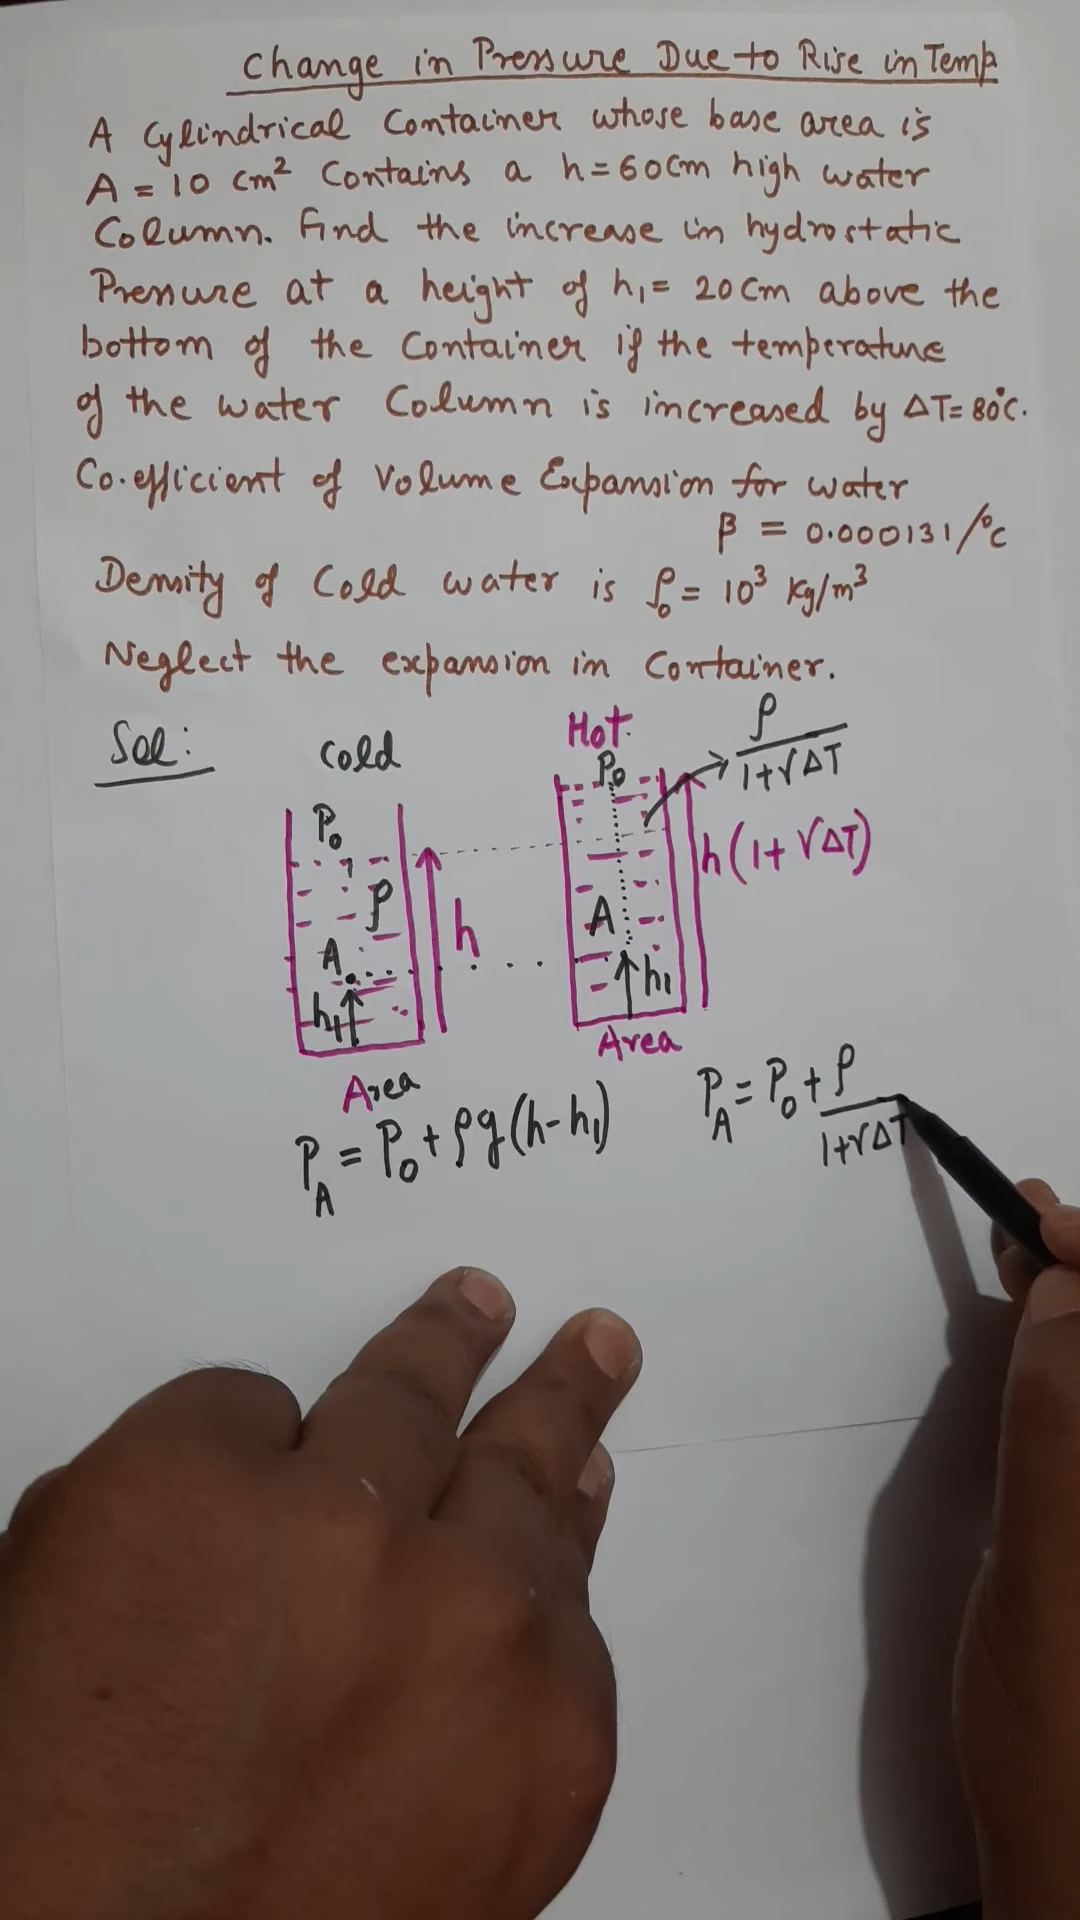 Change in Pressure Due to Rise in Temp
A Cylindrical Container whose base area is
A = 10 cm² Contains a h=60cm high water
Column. Find the increase in hydrostatic
Pressure at a height of h₁= 20cm above the
bottom of the Container if the temperature
of the water Column is increased by ΔT= 80°C.
Co.efficient of Volume Expansion for water
β = 0.000131/°C
Density of Cold water is ρ₀= 10³ Kg/m³
Neglect the expansion in Container.
Sol:
Cold
P₀
ρ
A
h₁
h
Area
Hot
P₀
A
h₁
Area
ρ/(1+γΔT)
h(1+γΔT)
P_A = P₀ + ρg(h-h₁)
P_A = P₀ + ρ/(1+γΔT)